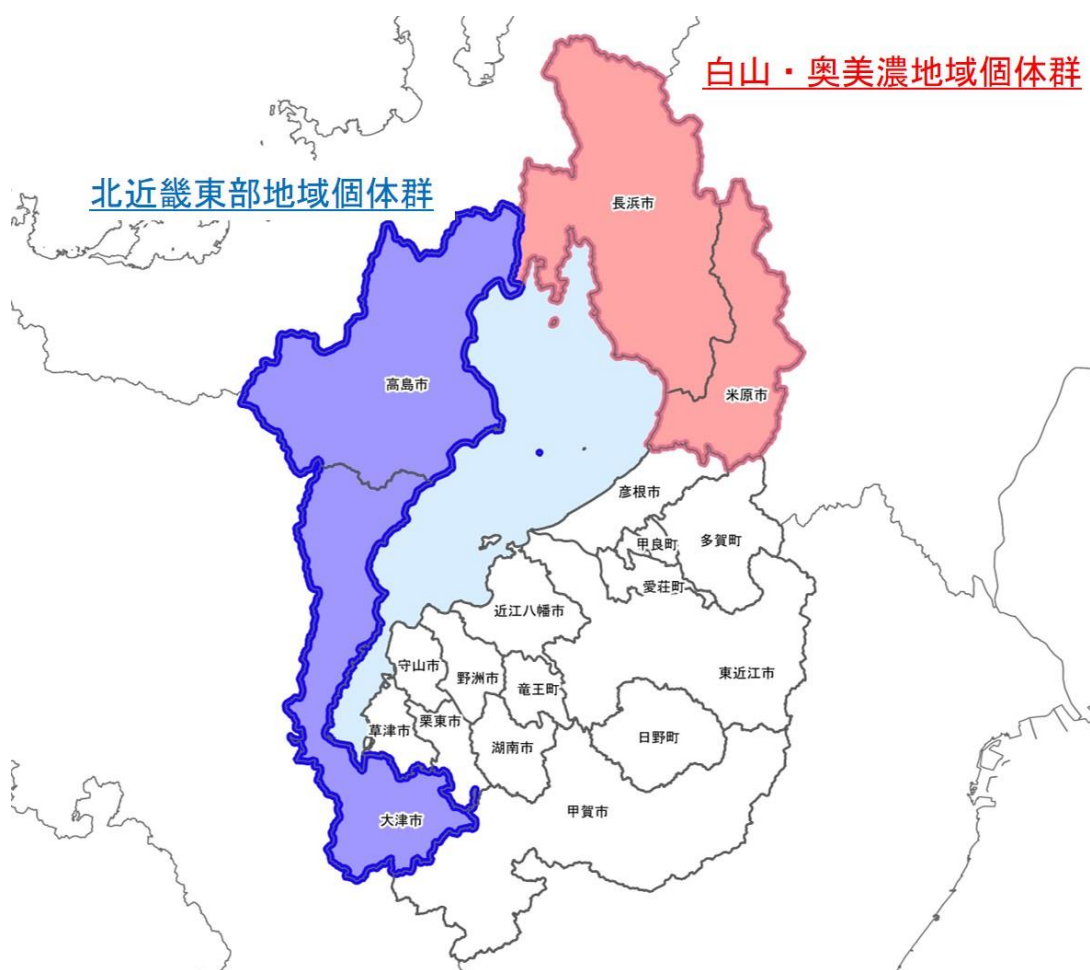 白山・奥美濃地域個体群
北近畿東部地域個体群
長浜市
高島市
米原市
彦根市
甲良町
多賀町
愛荘町
近江八幡市
守山市
野洲市
竜王町
東近江市
草津市
栗東市
湖南市
日野町
大津市
甲賀市